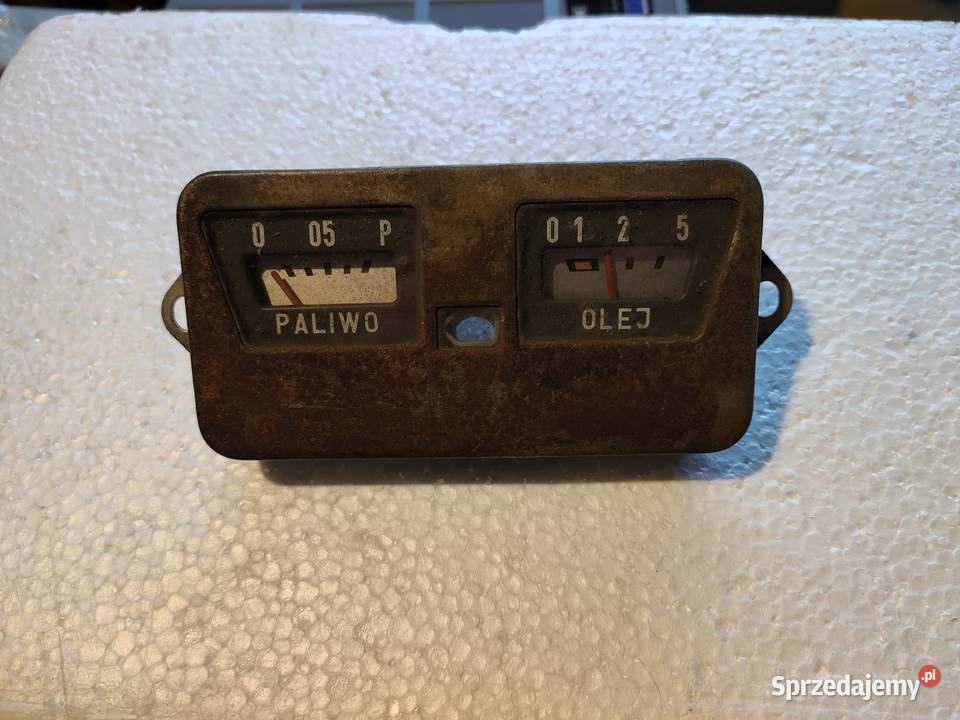 0 05 P
PALIWO
0 1 2 5
OLEJ
Sprzedajemy.pl